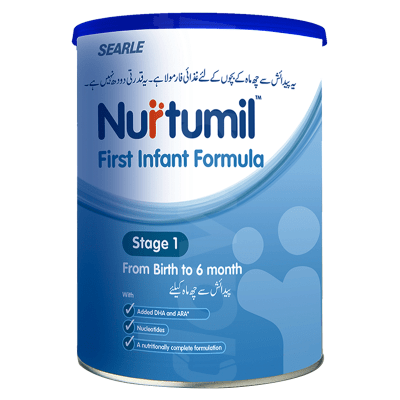 SEARLE
یہ پیدائش سے چھ ماہ کے بچوں کے لئے غذائی فارمولا ہے۔ یہ قدرتی دودھ نہیں ہے۔
Nurtumil™
First Infant Formula
Stage 1
From Birth to 6 month
پیدائش سے چھ ماہ کیلئے
With
Added DHA and ARA*
Nucleotides
A nutritionally complete formulation